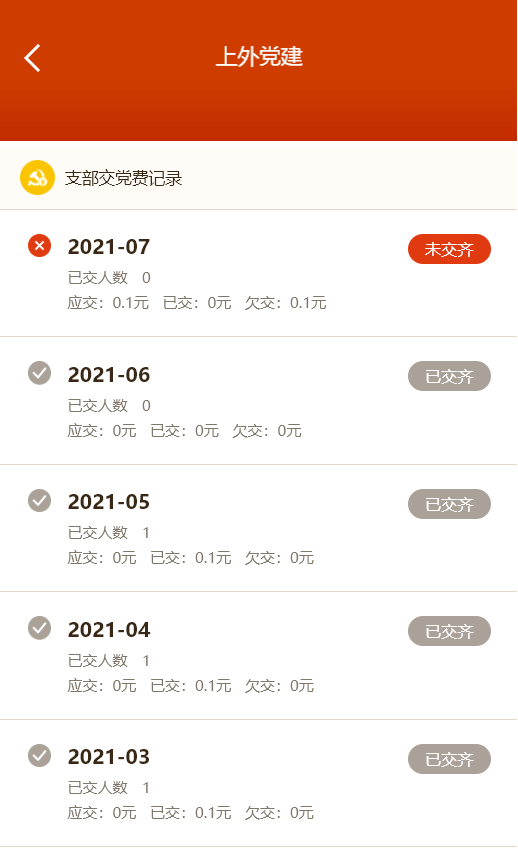 上外党建
支部交党费记录
2021-07 未交齐
已交人数 0
应交：0.1元 已交：0元 欠交：0.1元
2021-06 已交齐
已交人数 0
应交：0元 已交：0元 欠交：0元
2021-05 已交齐
已交人数 1
应交：0元 已交：0.1元 欠交：0元
2021-04 已交齐
已交人数 1
应交：0元 已交：0.1元 欠交：0元
2021-03 已交齐
已交人数 1
应交：0元 已交：0.1元 欠交：0元